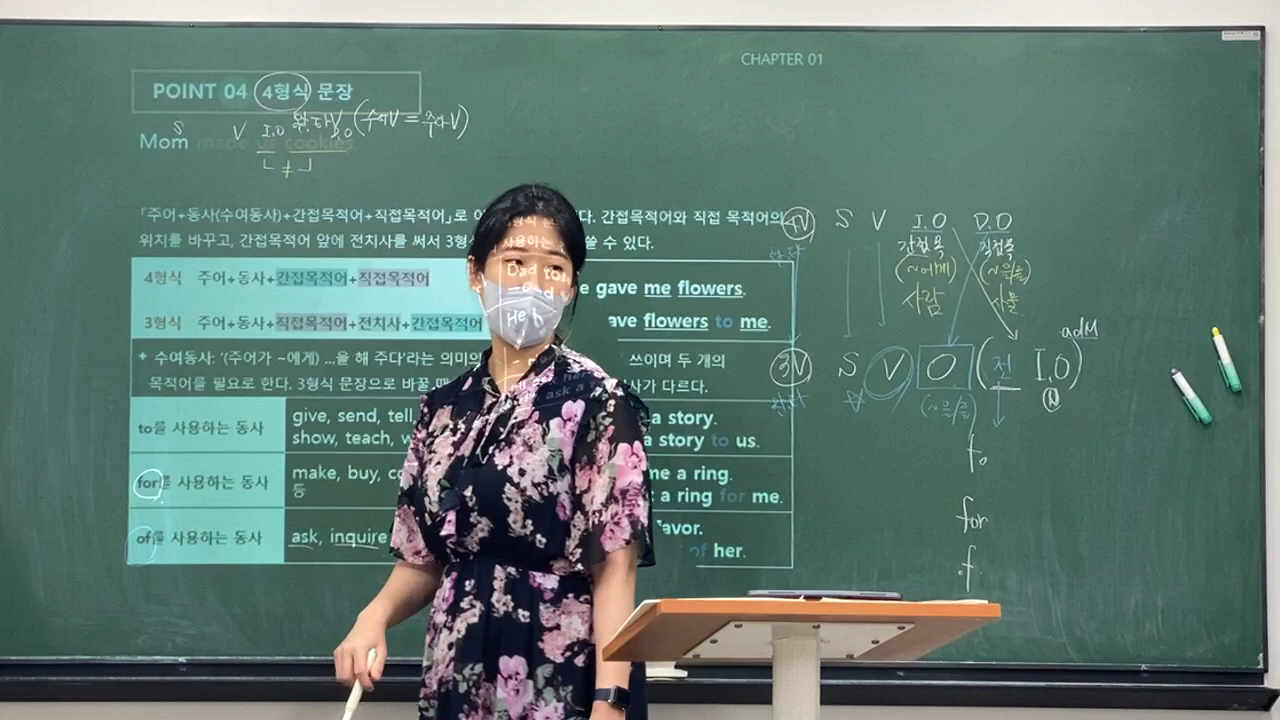 CHAPTER 01
POINT 04 4형식 문장
(수여V = 주다V)
S V I.O D.O
Mom made us cookies.
≠
「주어+동사(수여동사)+간접목적어+직접목적어」로 다. 간접목적어와 직접 목적어의
위치를 바꾸고, 간접목적어 앞에 전치사를 써서 3형식 쓸 수 있다.
4형식 주어+동사+간접목적어+직접목적어
Dad
gave me flowers.
3형식 주어+동사+직접목적어+전치사+간접목적어
ave flowers to me.
+ 수여동사: '(주어가 ~에게) …을 해 주다'라는 의미의 쓰이며 두 개의
목적어를 필요로 한다. 3형식 문장으로 바꿀 때 사가 다르다.
to를 사용하는 동사
give, send, tell
show, teach, w
a story.
a story to us.
for를 사용하는 동사
make, buy, co
등
me a ring.
a ring for me.
of를 사용하는 동사
ask, inquire
favor.
of her.
4V S V I.O D.O
간접목 직접목
(~에게) (~을/를)
사람 사물
3V S V O (전 I.O) adM
(~을/를) N
to
for
of